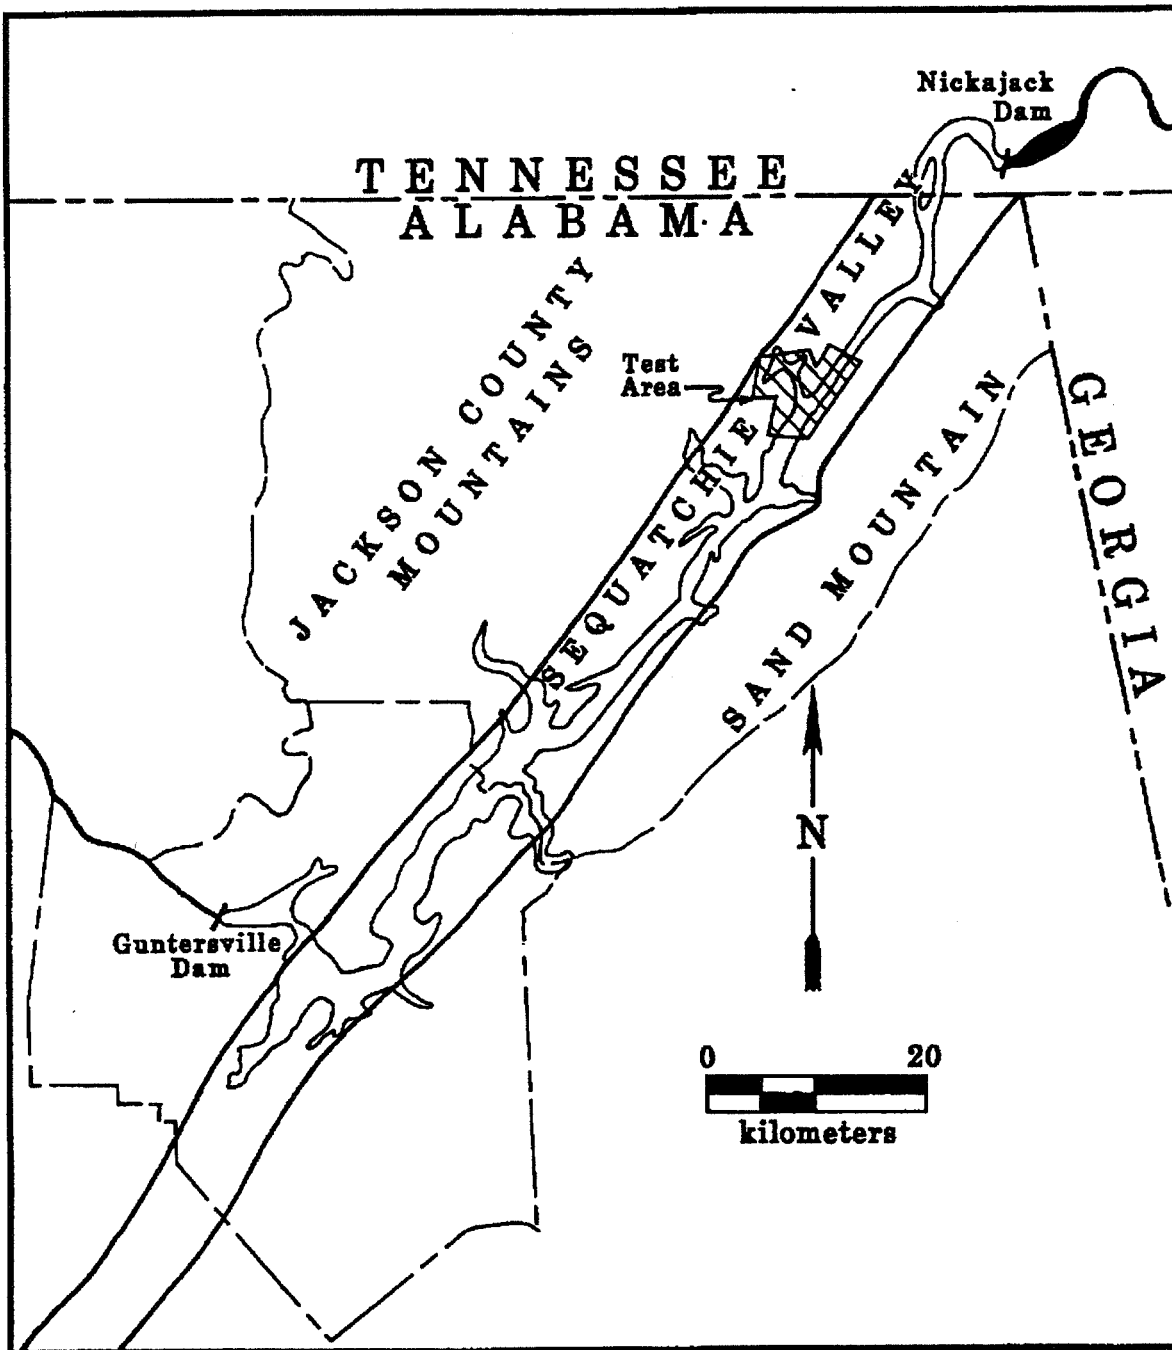 Nickajack
Dam
TENNESSEE
ALABAMA
JACKSON COUNTY
MOUNTAINS
Test
Area
SEQUATCHIE VALLEY
SAND MOUNTAIN
GEORGIA
N
Guntersville
Dam
0 20
kilometers